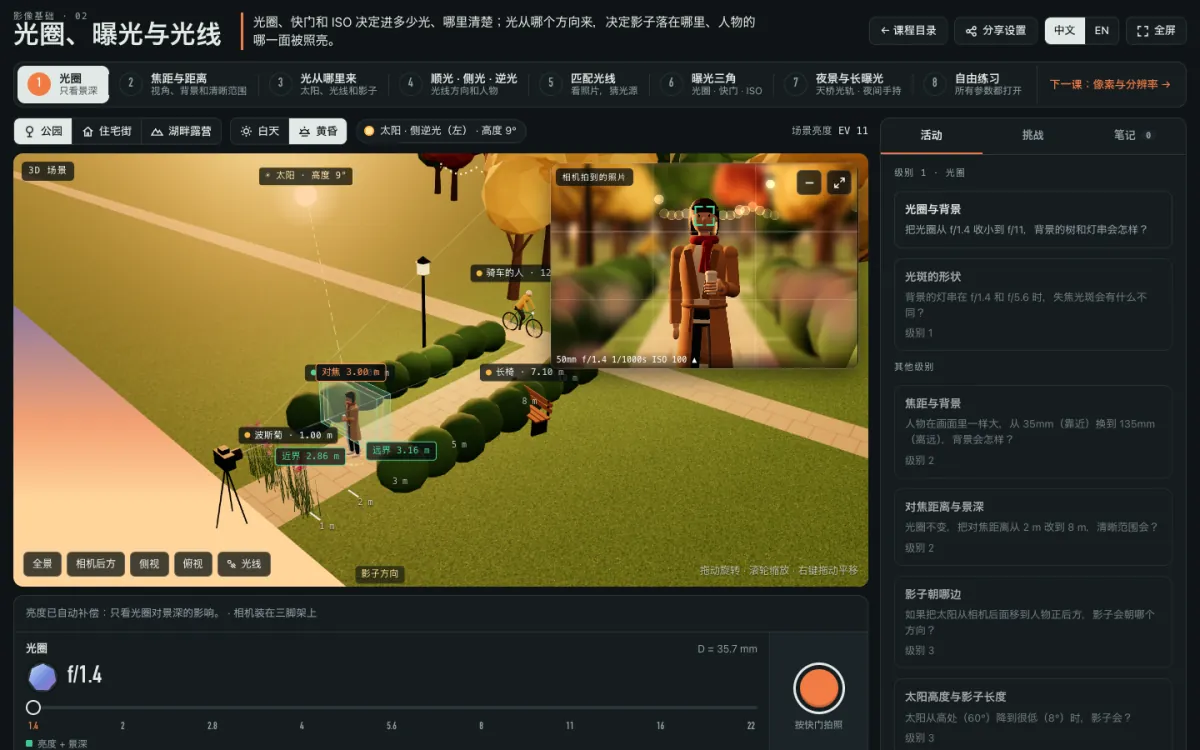 影像基础 · 02
光圈、曝光与光线
光圈、快门和 ISO 决定进多少光、哪里清楚；光从哪个方向来，决定影子落在哪里、人物的
哪一面被照亮。
← 课程目录
分享设置
中文
EN
全屏
1
光圈
只看景深
2
焦距与距离
视角、背景和清晰范围
3
光从哪里来
太阳、光线和影子
4
顺光 · 侧光 · 逆光
光线方向和人物
5
匹配光线
看照片，猜光源
6
曝光三角
光圈 · 快门 · ISO
7
夜景与长曝光
天桥光轨 · 夜间手持
8
自由练习
所有参数都打开
下一课：像素与分辨率 →
公园
住宅街
湖畔露营
白天
黄昏
太阳 · 侧逆光（左） · 高度 9°
场景亮度 EV 11
3D 场景
☀ 太阳 · 高度 9°
相机拍到的照片
骑车的人 · 12
50mm f/1.4 1/1000s ISO 100 ▲
对焦 3.00 m
长椅 · 7.10 m
8 m
波斯菊 · 1.00 m
近界 2.86 m
远界 3.16 m
5 m
3 m
2 m
1 m
全景
相机后方
侧视
俯视
光线
影子方向
拖动旋转 · 滚轮缩放 · 右键拖动平移
亮度已自动补偿：只看光圈对景深的影响。 · 相机装在三脚架上
光圈
D = 35.7 mm
f/1.4
1.4
2
2.8
4
5.6
8
11
16
22
亮度 + 景深
按快门拍照
活动
挑战
笔记 0
级别 1 · 光圈
光圈与背景
把光圈从 f/1.4 收小到 f/11，背景的树和灯串会怎样？
光斑的形状
背景的灯串在 f/1.4 和 f/5.6 时，失焦光斑会有什么不
同？
级别 1
其他级别
焦距与背景
人物在画面里一样大，从 35mm（靠近）换到 135mm
（离远），背景会怎样？
级别 2
对焦距离与景深
光圈不变，把对焦距离从 2 m 改到 8 m，清晰范围会？
级别 2
影子朝哪边
如果把太阳从相机后面移到人物正后方，影子会朝哪个
方向？
级别 3
太阳高度与影子长度
太阳从高处（60°）降到很低（8°）时，影子会？
级别 3